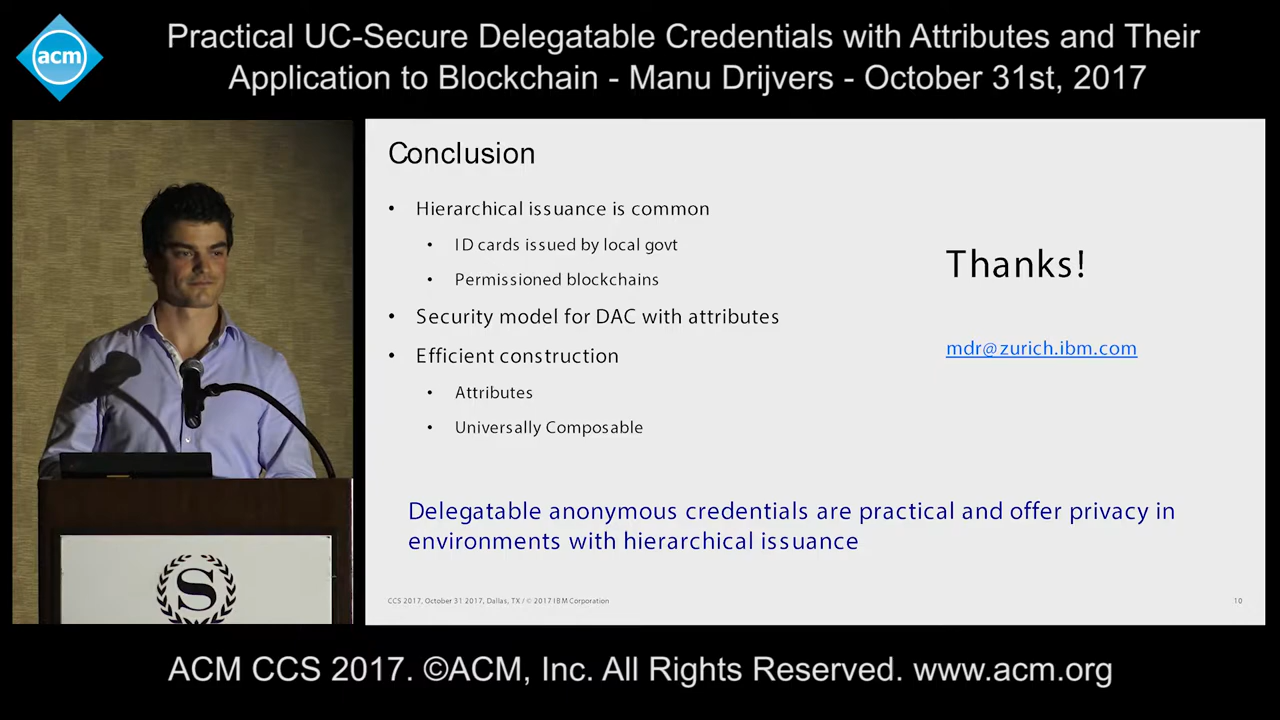 acm
Practical UC-Secure Delegatable Credentials with Attributes and Their
Application to Blockchain - Manu Drijvers - October 31st, 2017
S
Conclusion
• Hierarchical issuance is common
• ID cards issued by local govt
• Permissioned blockchains
• Security model for DAC with attributes
• Efficient construction
• Attributes
• Universally Composable
Thanks!
mdr@zurich.ibm.com
Delegatable anonymous credentials are practical and offer privacy in
environments with hierarchical issuance
CCS 2017, October 31 2017, Dallas, TX / © 2017 IBM Corporation
10
ACM CCS 2017. ©ACM, Inc. All Rights Reserved. www.acm.org